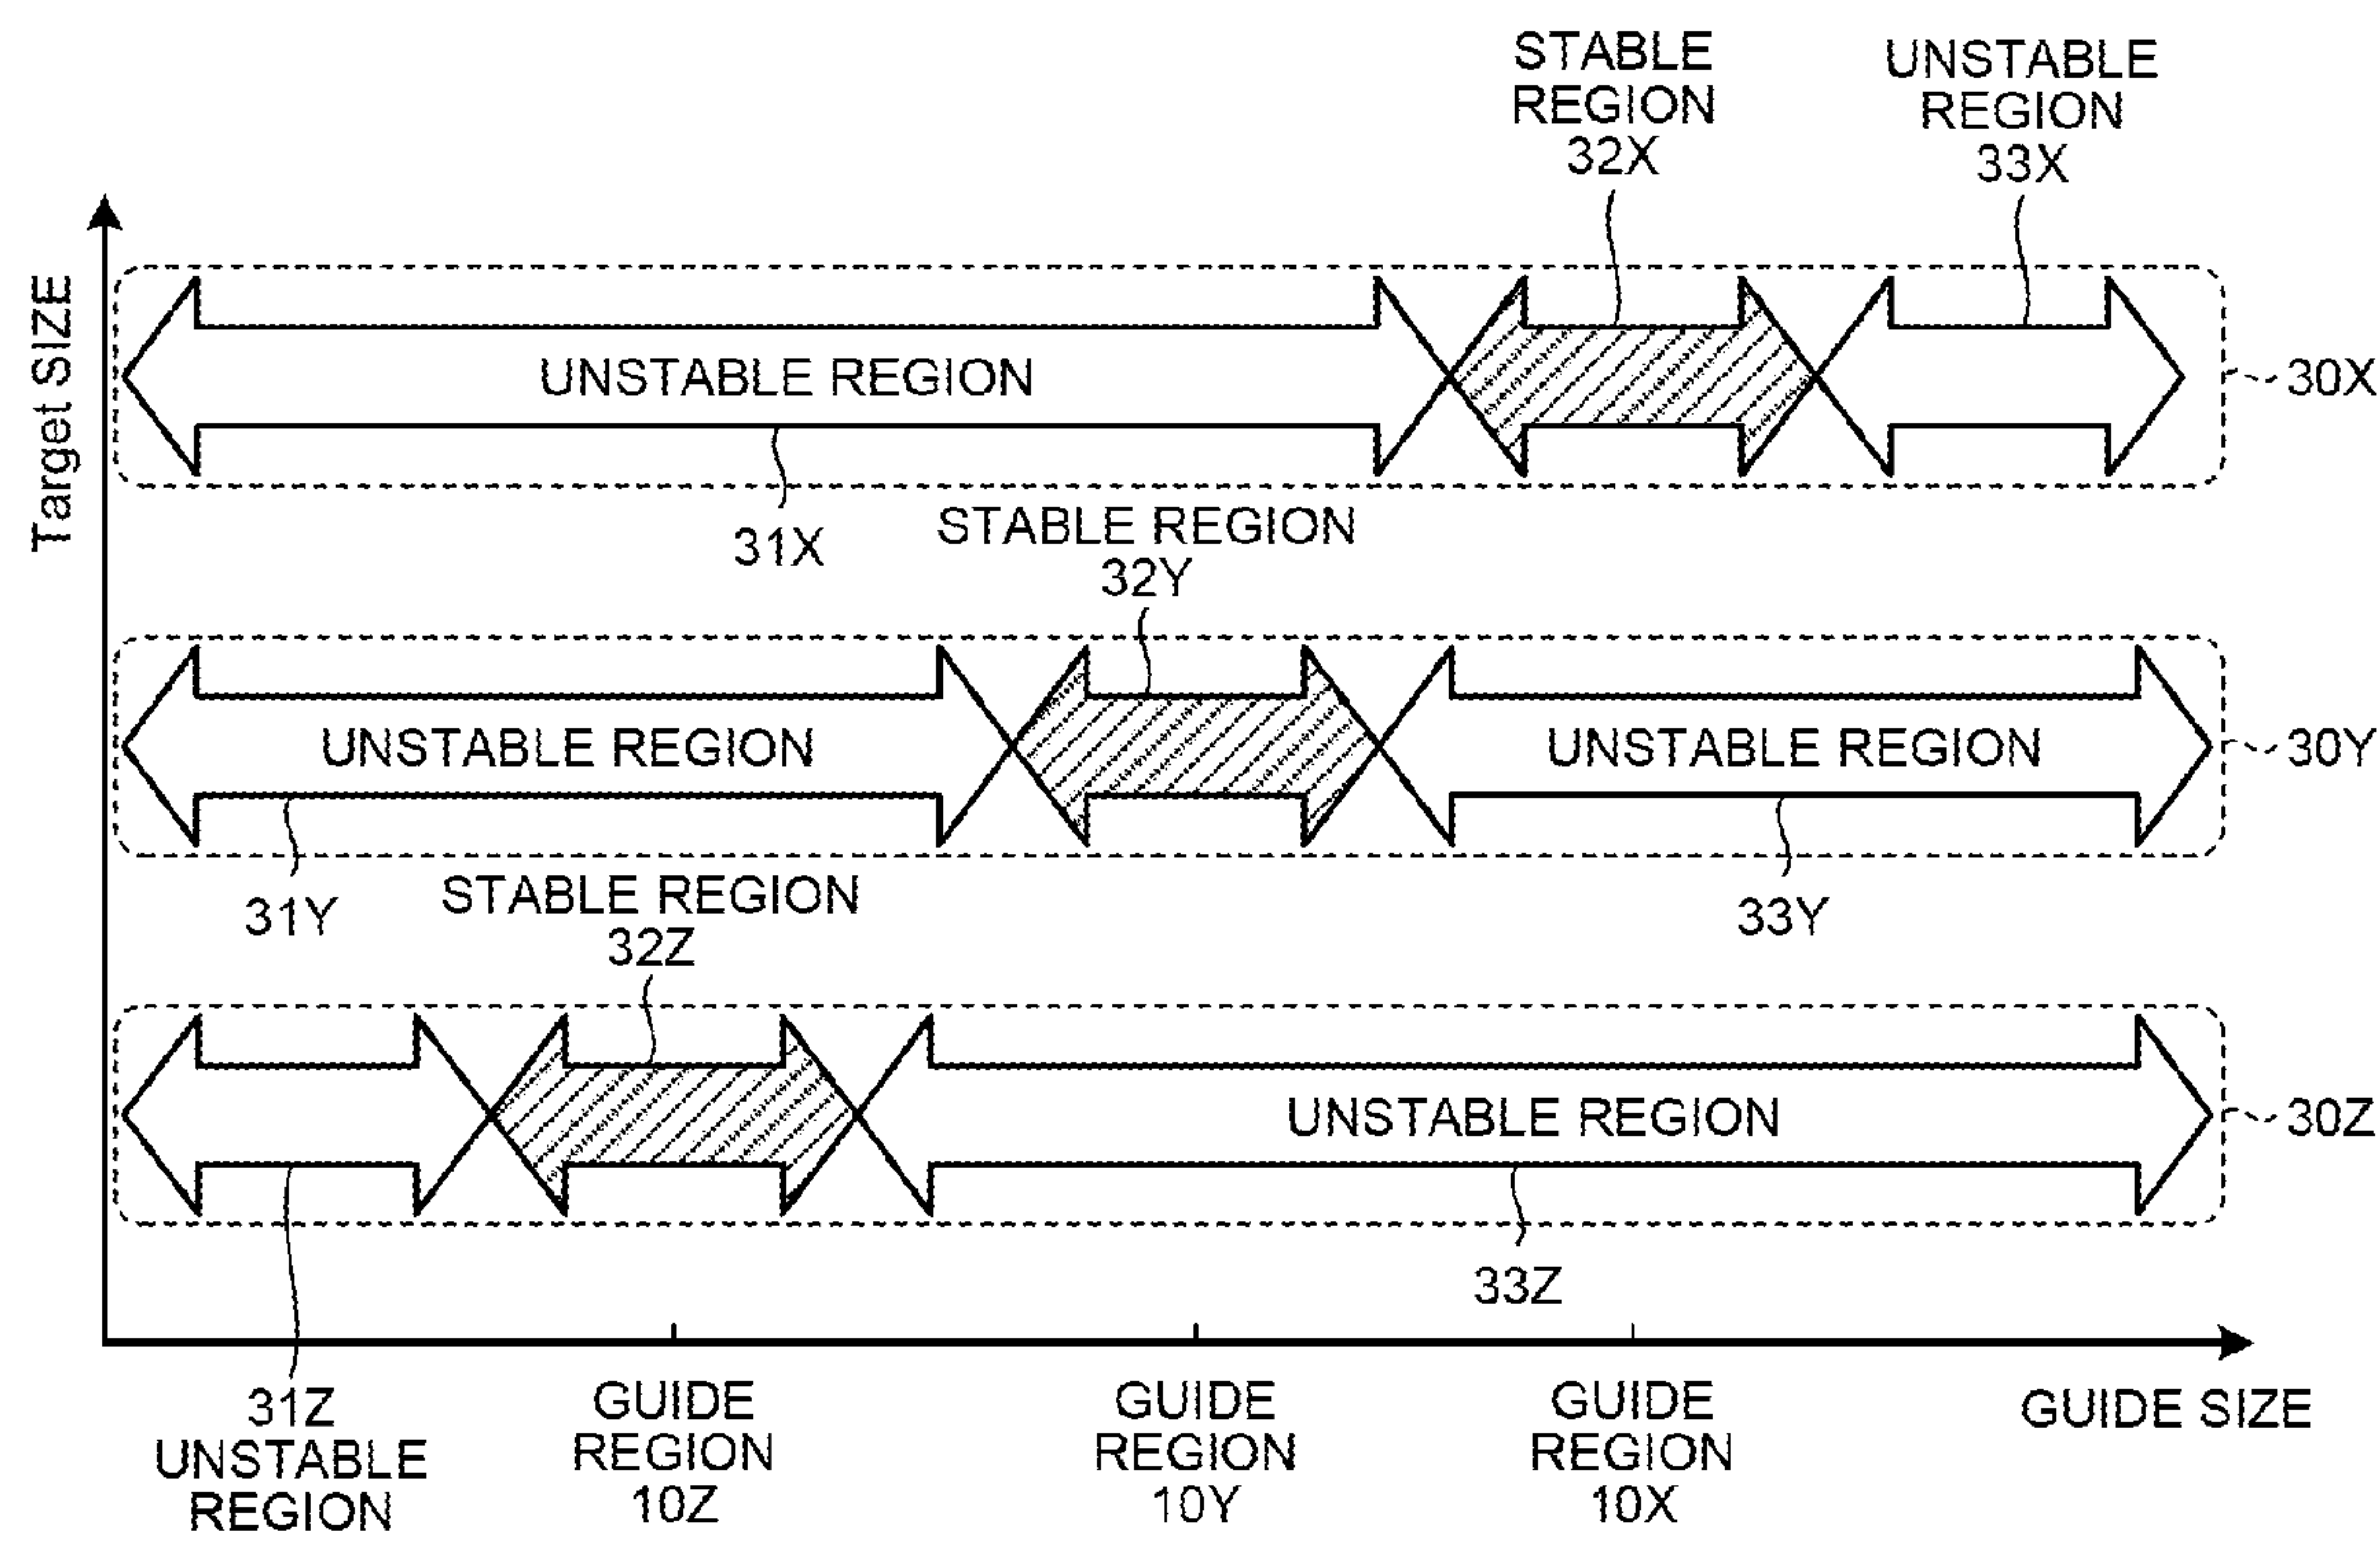 STABLE
REGION
32X
UNSTABLE
REGION
33X
Target SIZE
UNSTABLE REGION
30X
31X
STABLE REGION
32Y
UNSTABLE REGION
UNSTABLE REGION
30Y
31Y
STABLE REGION
32Z
33Y
UNSTABLE REGION
30Z
33Z
31Z
UNSTABLE
REGION
GUIDE
REGION
10Z
GUIDE
REGION
10Y
GUIDE
REGION
10X
GUIDE SIZE